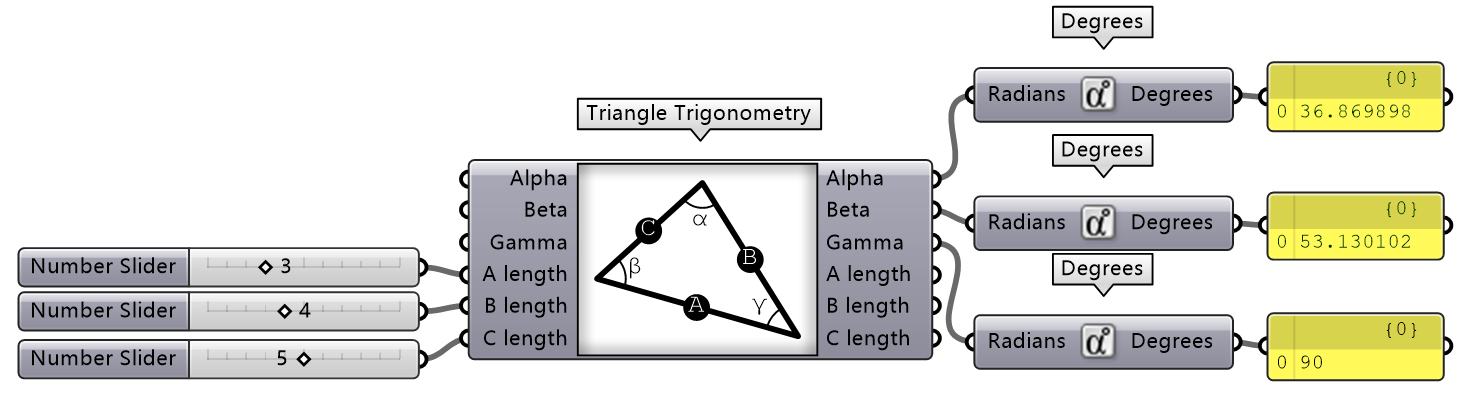 Degrees
Radians α° Degrees
{0}
0 36.869898
Triangle Trigonometry
Degrees
Alpha
Beta
Gamma
A length
B length
C length
C
α
B
β
A
γ
Alpha
Beta
Gamma
A length
B length
C length
Radians α° Degrees
{0}
0 53.130102
Degrees
Number Slider 3
Number Slider 4
Number Slider 5
Radians α° Degrees
{0}
0 90